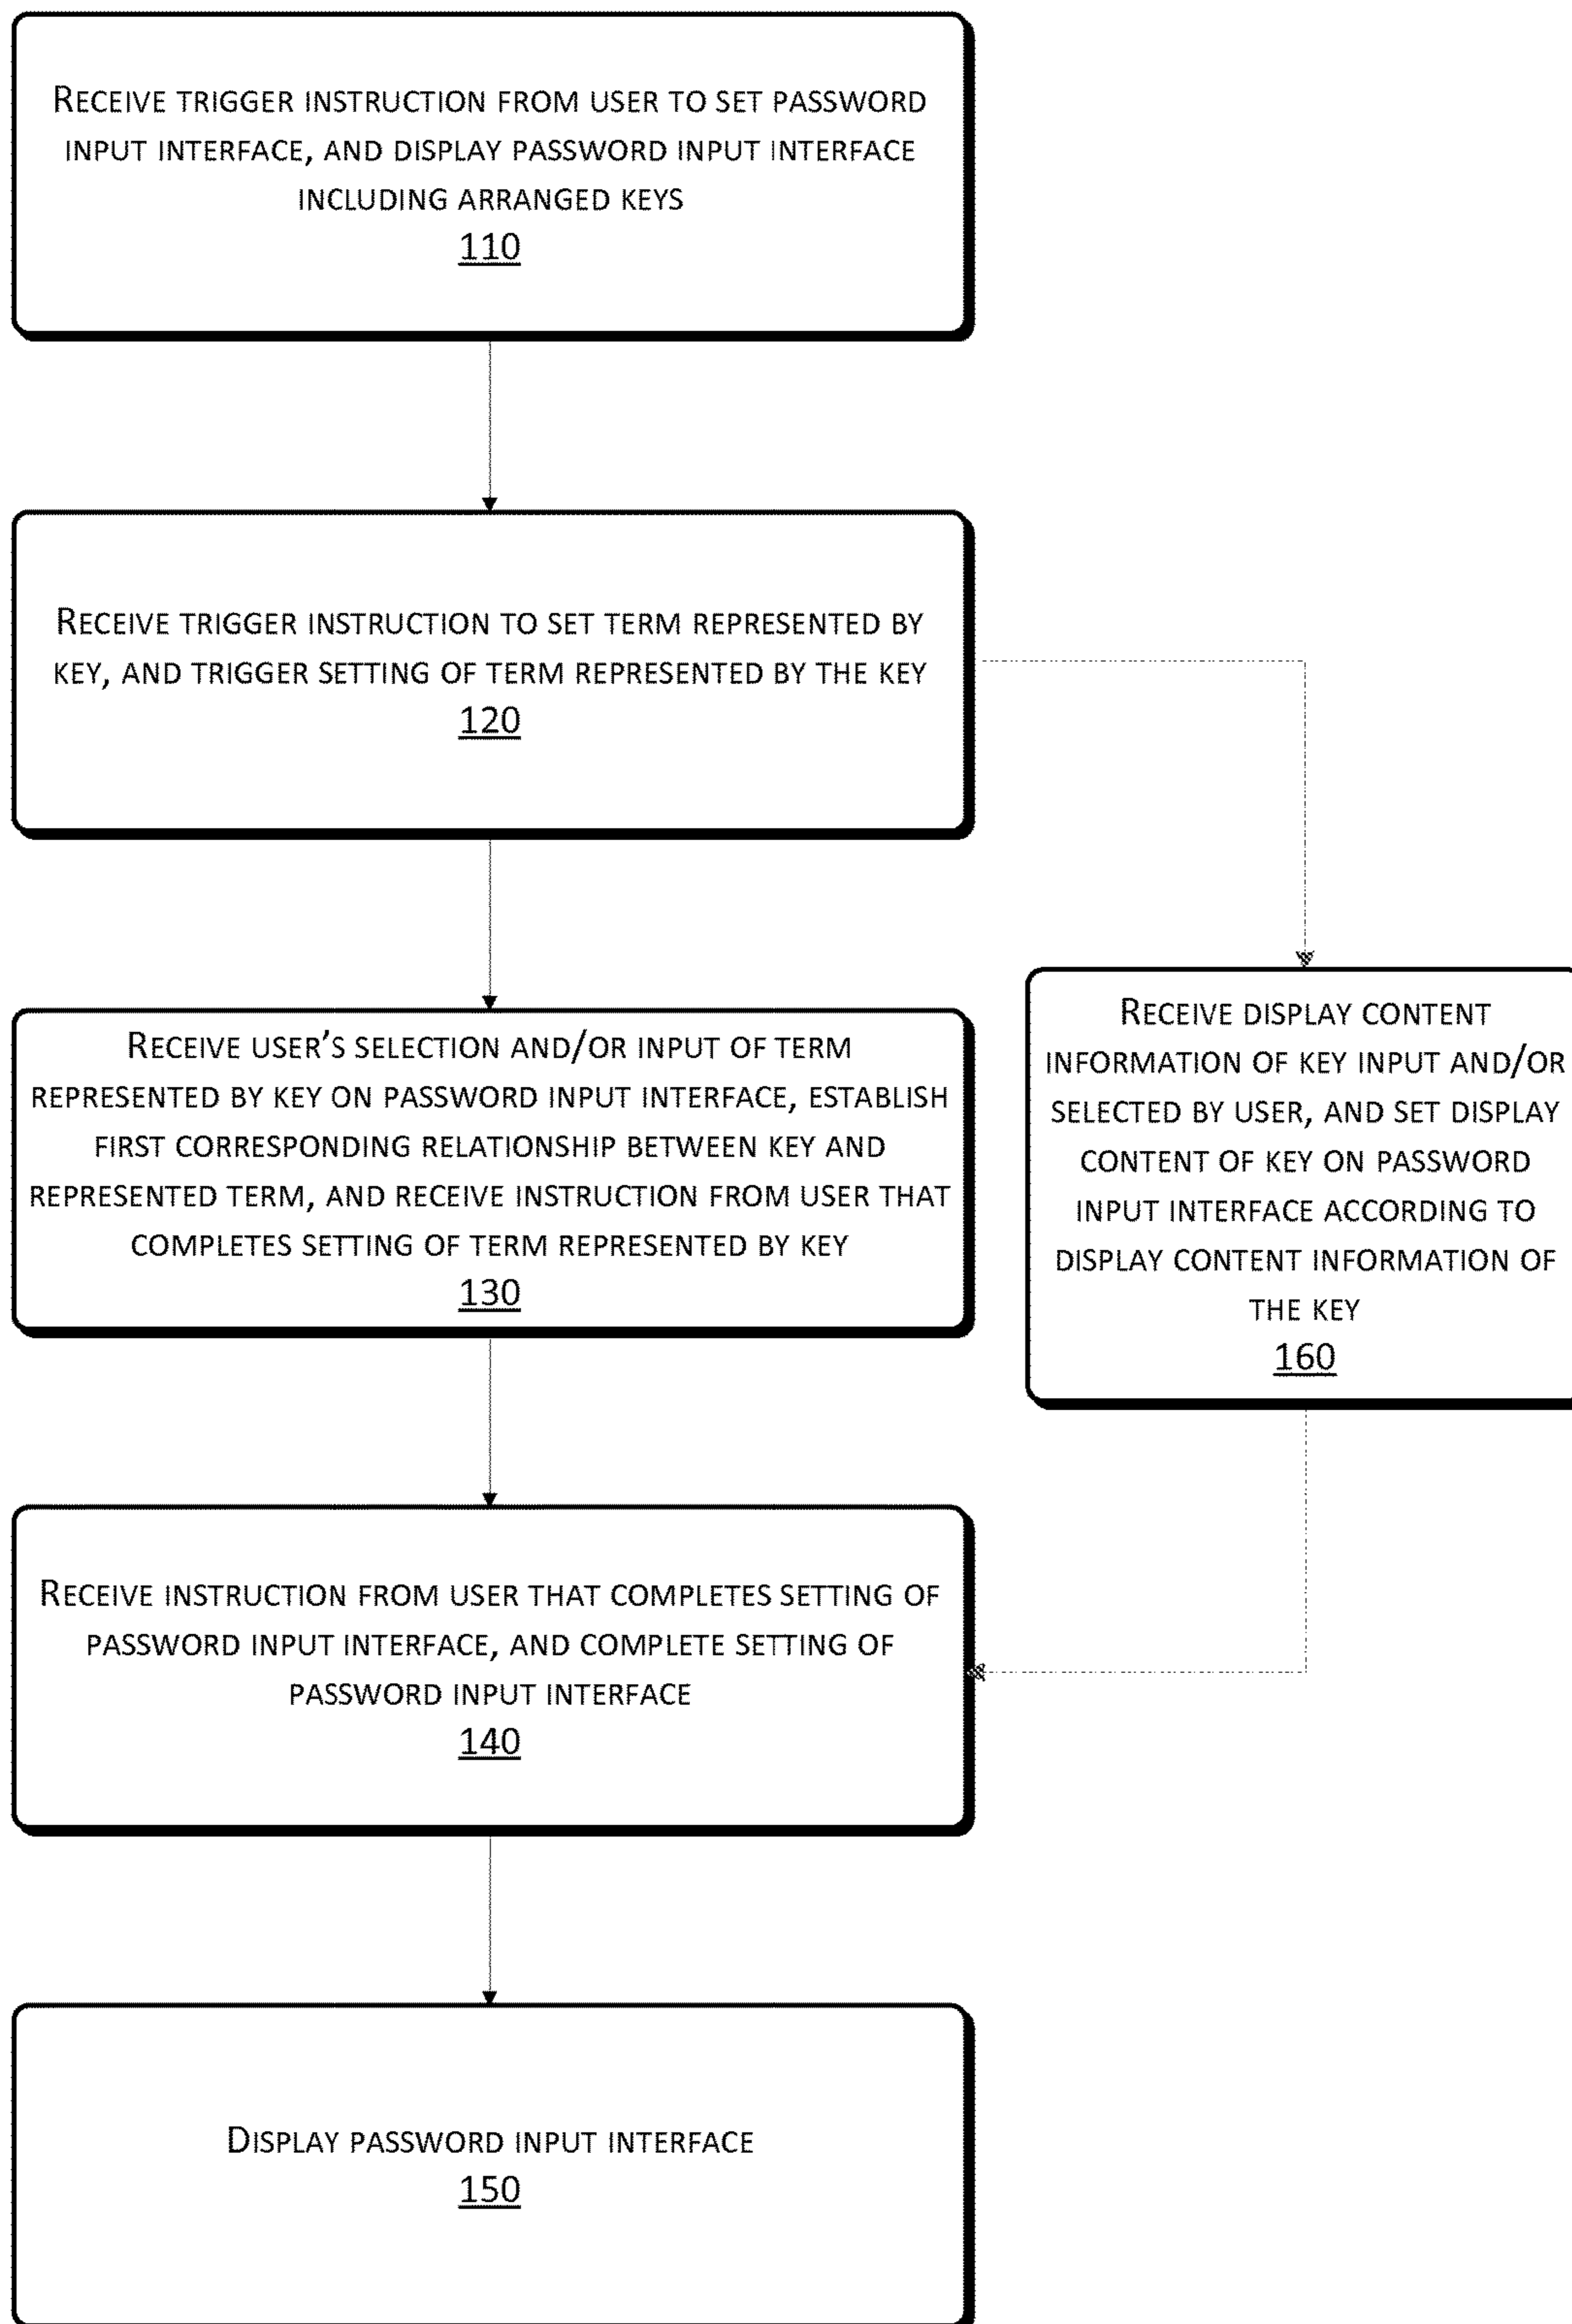 RECEIVE TRIGGER INSTRUCTION FROM USER TO SET PASSWORD
INPUT INTERFACE, AND DISPLAY PASSWORD INPUT INTERFACE
INCLUDING ARRANGED KEYS
110
RECEIVE TRIGGER INSTRUCTION TO SET TERM REPRESENTED BY
KEY, AND TRIGGER SETTING OF TERM REPRESENTED BY THE KEY
120
RECEIVE USER’S SELECTION AND/OR INPUT OF TERM
REPRESENTED BY KEY ON PASSWORD INPUT INTERFACE, ESTABLISH
FIRST CORRESPONDING RELATIONSHIP BETWEEN KEY AND
REPRESENTED TERM, AND RECEIVE INSTRUCTION FROM USER THAT
COMPLETES SETTING OF TERM REPRESENTED BY KEY
130
RECEIVE DISPLAY CONTENT
INFORMATION OF KEY INPUT AND/OR
SELECTED BY USER, AND SET DISPLAY
CONTENT OF KEY ON PASSWORD
INPUT INTERFACE ACCORDING TO
DISPLAY CONTENT INFORMATION OF
THE KEY
160
RECEIVE INSTRUCTION FROM USER THAT COMPLETES SETTING OF
PASSWORD INPUT INTERFACE, AND COMPLETE SETTING OF
PASSWORD INPUT INTERFACE
140
DISPLAY PASSWORD INPUT INTERFACE
150